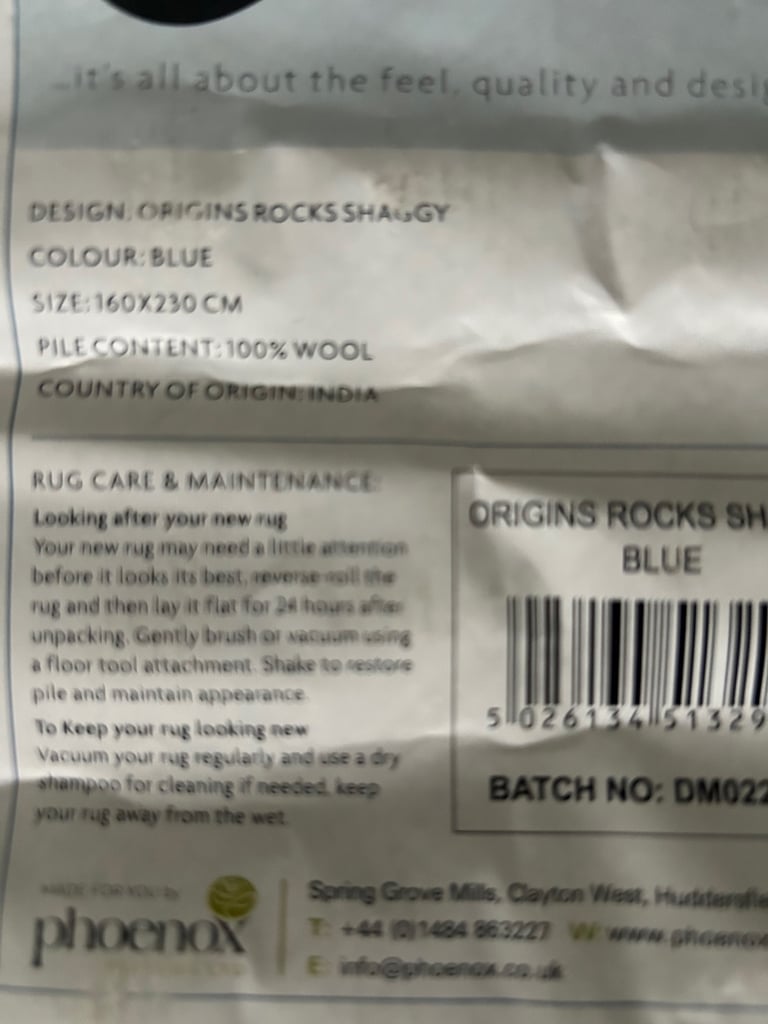 ...it's all about the feel, quality and desig
DESIGN: ORIGINS ROCKS SHAGGY
COLOUR: BLUE
SIZE: 160X230 CM
PILE CONTENT: 100% WOOL
COUNTRY OF ORIGIN: INDIA
RUG CARE & MAINTENANCE:
Looking after your new rug
Your new rug may need a little attention
before it looks its best, reverse roll the
rug and then lay it flat for 24 hours after
unpacking. Gently brush or vacuum using
a floor tool attachment. Shake to restore
pile and maintain appearance.
To Keep your rug looking new
Vacuum your rug regularly and use a dry
shampoo for cleaning if needed, keep
your rug away from the wet.
ORIGINS ROCKS SH
BLUE
5 026134 51329
BATCH NO: DM022
MADE FOR YOU by
phoenox
Spring Grove Mills, Clayton West, Huddersfie
T: +44 (0)1484 863227 W: www.phoenox
E: info@phoenox.co.uk